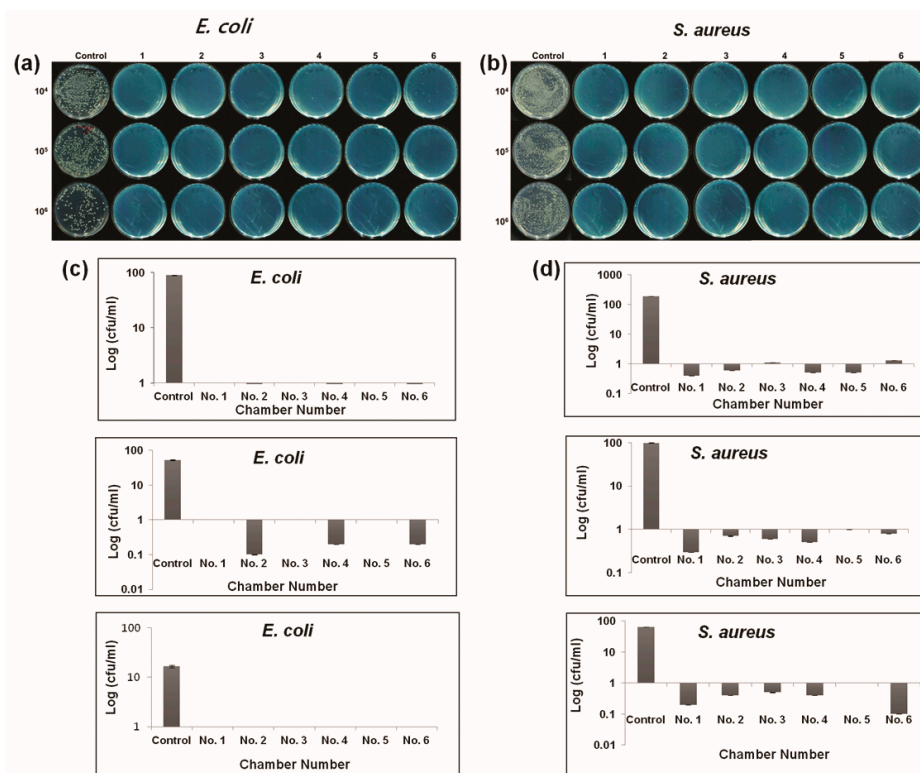 E. coli
S. aureus
(a) Control 1 2 3 4 5 6
10⁴
10⁵
10⁶
(b) Control 1 2 3 4 5 6
10⁴
10⁵
10⁶
(c)
E. coli
Log (cfu/ml)
100
10
1
Control No. 1 No. 2 No. 3 No. 4 No. 5 No. 6
Chamber Number
E. coli
Log (cfu/ml)
100
10
1
0.1
0.01
Control No. 1 No. 2 No. 3 No. 4 No. 5 No. 6
Chamber Number
E. coli
Log (cfu/ml)
100
10
1
Control No. 1 No. 2 No. 3 No. 4 No. 5 No. 6
Chamber Number
(d)
S. aureus
Log (cfu/ml)
1000
100
10
1
0.1
Control No. 1 No. 2 No. 3 No. 4 No. 5 No. 6
Chamber Number
S. aureus
Log (cfu/ml)
100
10
1
0.1
Control No. 1 No. 2 No. 3 No. 4 No. 5 No. 6
Chamber Number
S. aureus
Log (cfu/ml)
100
10
1
0.1
0.01
Control No. 1 No. 2 No. 3 No. 4 No. 5 No. 6
Chamber Number